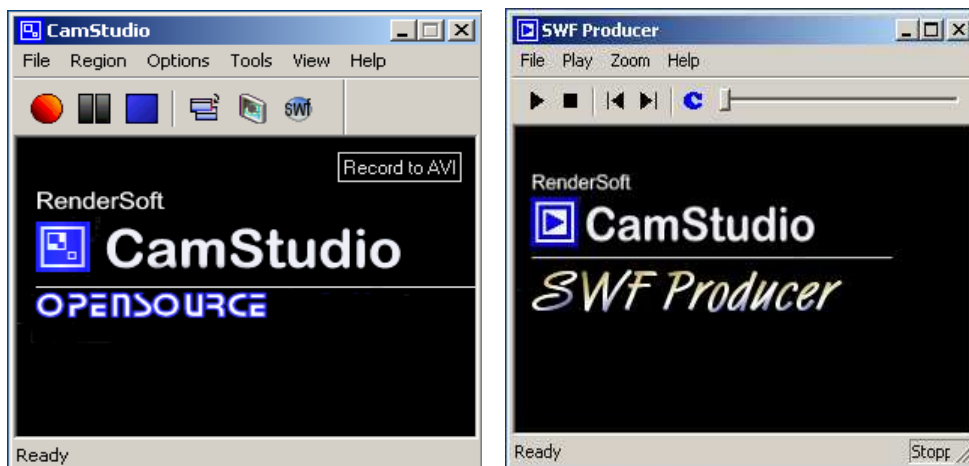 CamStudio
File Region Options Tools View Help
swf
Record to AVI
RenderSoft
CamStudio
OPENSOURCE
Ready
SWF Producer
File Play Zoom Help
C
RenderSoft
CamStudio
SWF Producer
Ready
Stopp